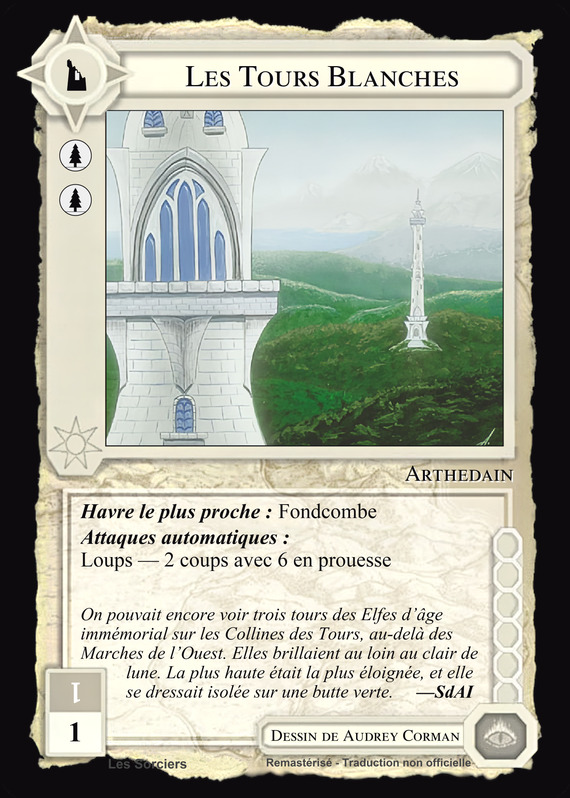 Les Tours Blanches
Arthedain
Havre le plus proche : Fondcombe
Attaques automatiques :
Loups — 2 coups avec 6 en prouesse
On pouvait encore voir trois tours des Elfes d’âge
immémorial sur les Collines des Tours, au-delà des
Marches de l’Ouest. Elles brillaient au loin au clair de
lune. La plus haute était la plus éloignée, et elle
se dressait isolée sur une butte verte. —SdAI
1
1
Dessin de Audrey Corman
Les Sorciers
Remastérisé - Traduction non officielle